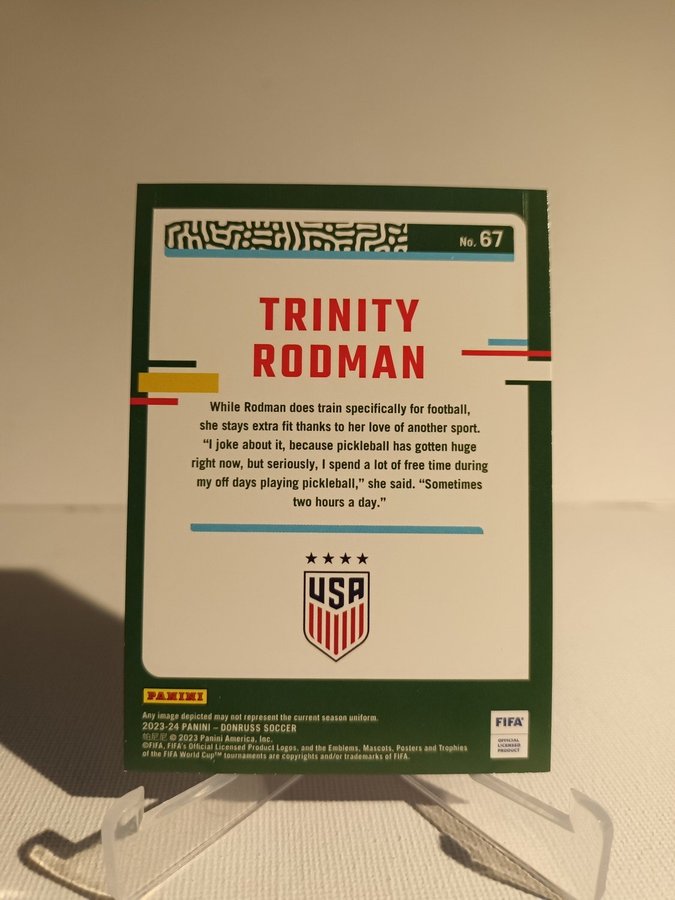 No. 67
TRINITY
RODMAN
While Rodman does train specifically for football,
she stays extra fit thanks to her love of another sport.
“I joke about it, because pickleball has gotten huge
right now, but seriously, I spend a lot of free time during
my off days playing pickleball,” she said. “Sometimes
two hours a day.”
USA
PANINI
Any image depicted may not represent the current season uniform.
2023-24 PANINI – DONRUSS SOCCER
帕尼尼 © 2023 Panini America, Inc.
©FIFA, FIFA's Official Licensed Product Logos, and the Emblems, Mascots, Posters and Trophies
of the FIFA World Cup™ tournaments are copyrights and/or trademarks of FIFA.
FIFA®
OFFICIAL
LICENSED
PRODUCT